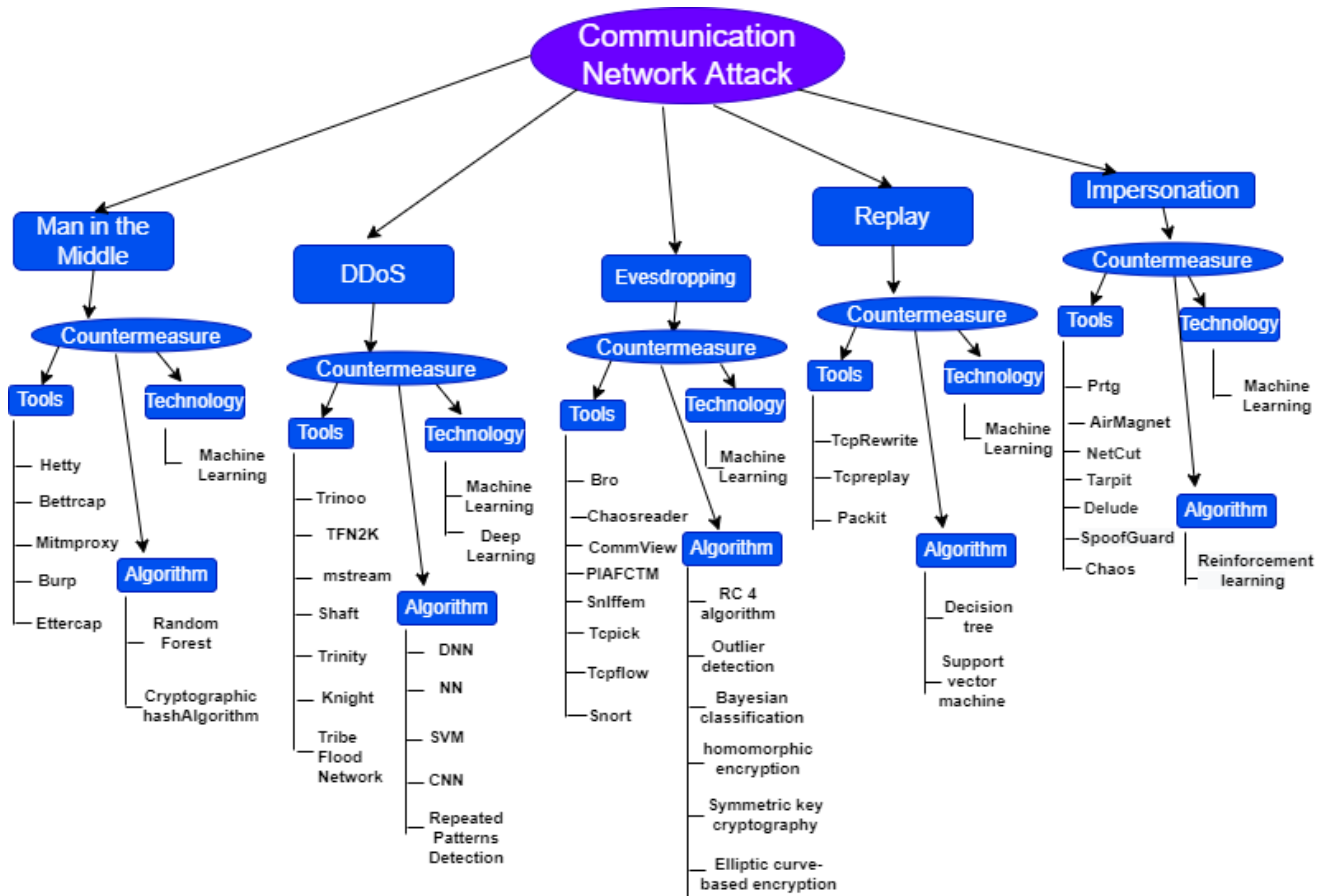 Communication
Network Attack
Man in the
Middle
Countermeasure
Tools
Technology
Hetty
Bettrcap
Mitmproxy
Burp
Ettercap
Machine
Learning
Algorithm
Random
Forest
Cryptographic
hashAlgorithm
DDoS
Countermeasure
Tools
Technology
Trinoo
TFN2K
mstream
Shaft
Trinity
Knight
Tribe
Flood
Network
Machine
Learning
Deep
Learning
Algorithm
DNN
NN
SVM
CNN
Repeated
Patterns
Detection
Evesdropping
Countermeasure
Tools
Technology
Bro
Chaosreader
CommView
PIAFCTM
Snlffem
Tcpick
Tcpflow
Snort
Machine
Learning
Algorithm
RC 4
algorithm
Outlier
detection
Bayesian
classification
homomorphic
encryption
Symmetric key
cryptography
Elliptic curve-
based encryption
Replay
Countermeasure
Tools
Technology
TcpRewrite
Tcpreplay
Packit
Machine
Learning
Algorithm
Decision
tree
Support
vector
machine
Impersonation
Countermeasure
Tools
Technology
Prtg
AirMagnet
NetCut
Tarpit
Delude
SpoofGuard
Chaos
Machine
Learning
Algorithm
Reinforcement
learning